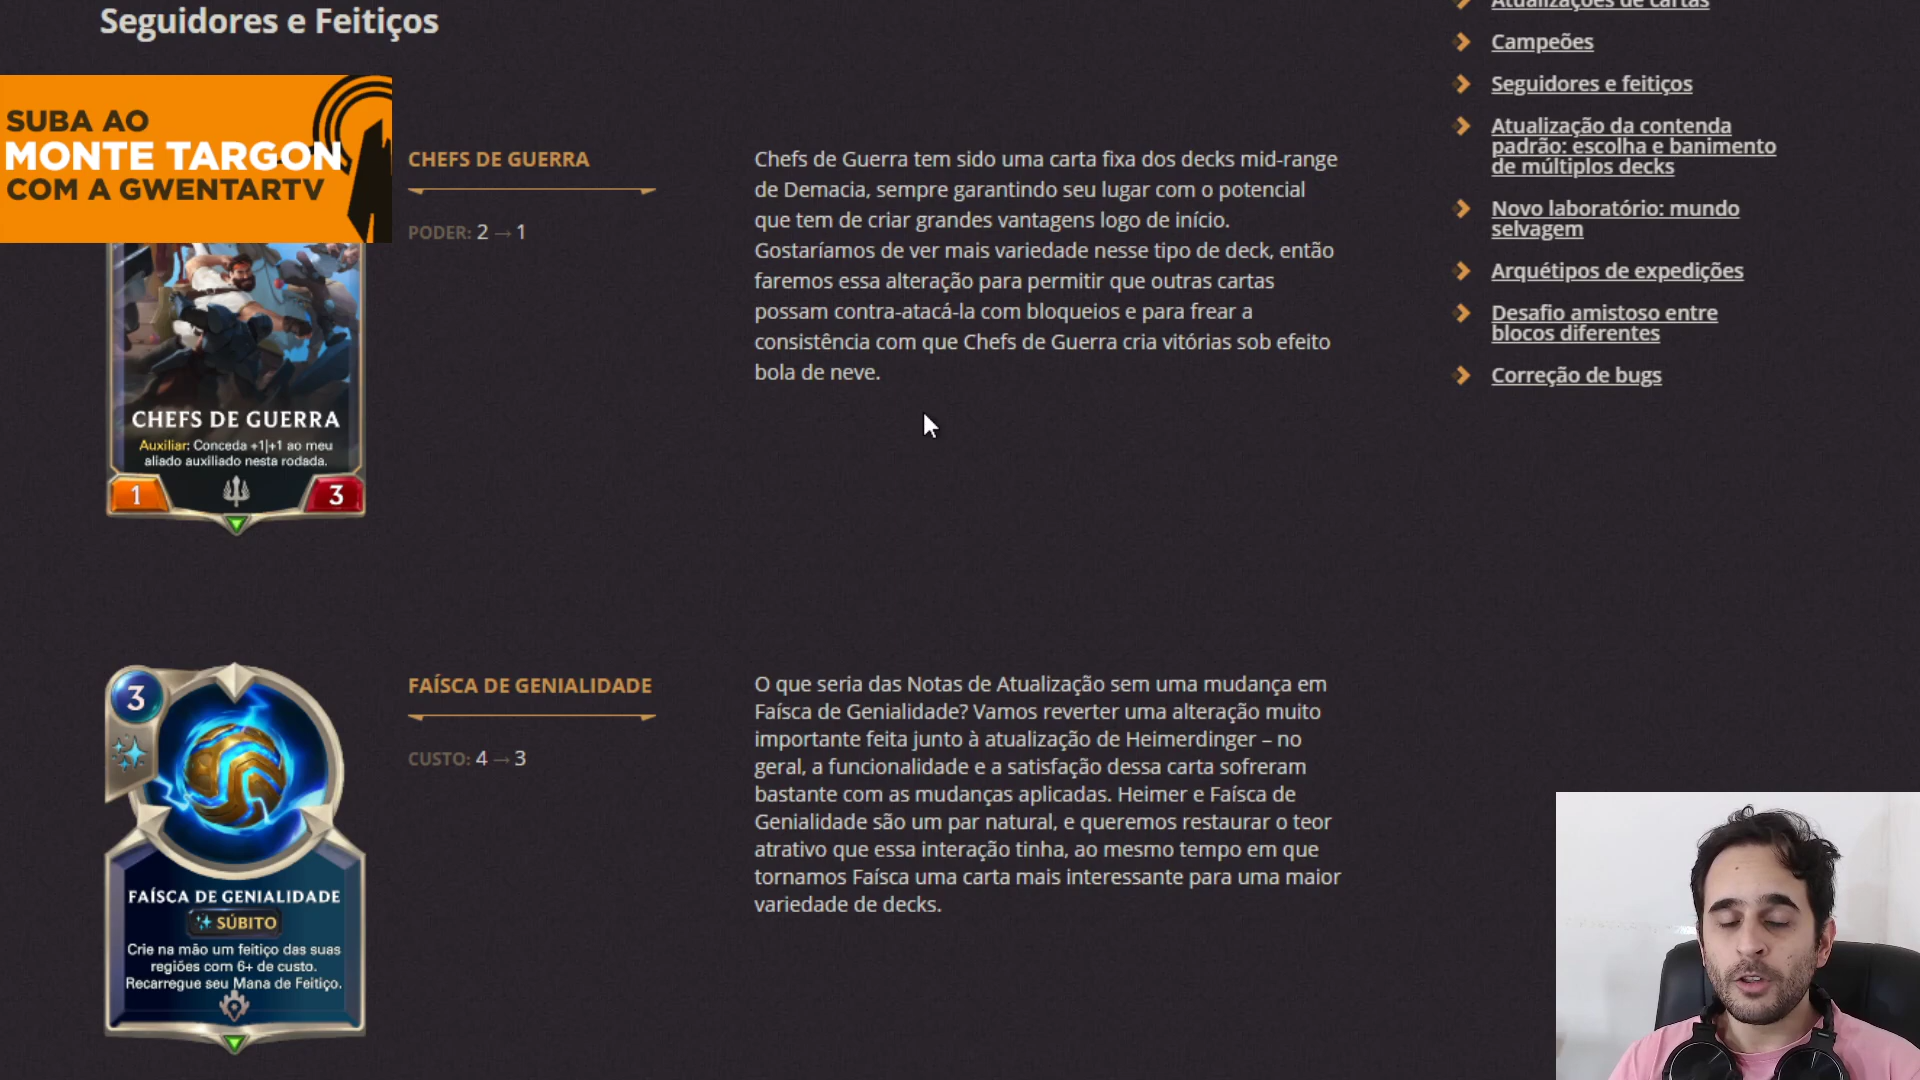 Seguidores e Feitiços
SUBA AO
MONTE TARGON
COM A GWENTARTV
CHEFS DE GUERRA
PODER: 2 → 1
Chefs de Guerra tem sido uma carta fixa dos decks mid-range
de Demacia, sempre garantindo seu lugar com o potencial
que tem de criar grandes vantagens logo de início.
Gostaríamos de ver mais variedade nesse tipo de deck, então
faremos essa alteração para permitir que outras cartas
possam contra-atacá-la com bloqueios e para frear a
consistência com que Chefs de Guerra cria vitórias sob efeito
bola de neve.
CHEFS DE GUERRA
Auxiliar: Conceda +1|+1 ao meu
aliado auxiliado nesta rodada.
1
3
3
FAÍSCA DE GENIALIDADE
SÚBITO
Crie na mão um feitiço das suas
regiões com 6+ de custo.
Recarregue seu Mana de Feitiço.
FAÍSCA DE GENIALIDADE
CUSTO: 4 → 3
O que seria das Notas de Atualização sem uma mudança em
Faísca de Genialidade? Vamos reverter uma alteração muito
importante feita junto à atualização de Heimerdinger – no
geral, a funcionalidade e a satisfação dessa carta sofreram
bastante com as mudanças aplicadas. Heimer e Faísca de
Genialidade são um par natural, e queremos restaurar o teor
atrativo que essa interação tinha, ao mesmo tempo em que
tornamos Faísca uma carta mais interessante para uma maior
variedade de decks.
Atualizações de cartas
Campeões
Seguidores e feitiços
Atualização da contenda
padrão: escolha e banimento
de múltiplos decks
Novo laboratório: mundo
selvagem
Arquétipos de expedições
Desafio amistoso entre
blocos diferentes
Correção de bugs